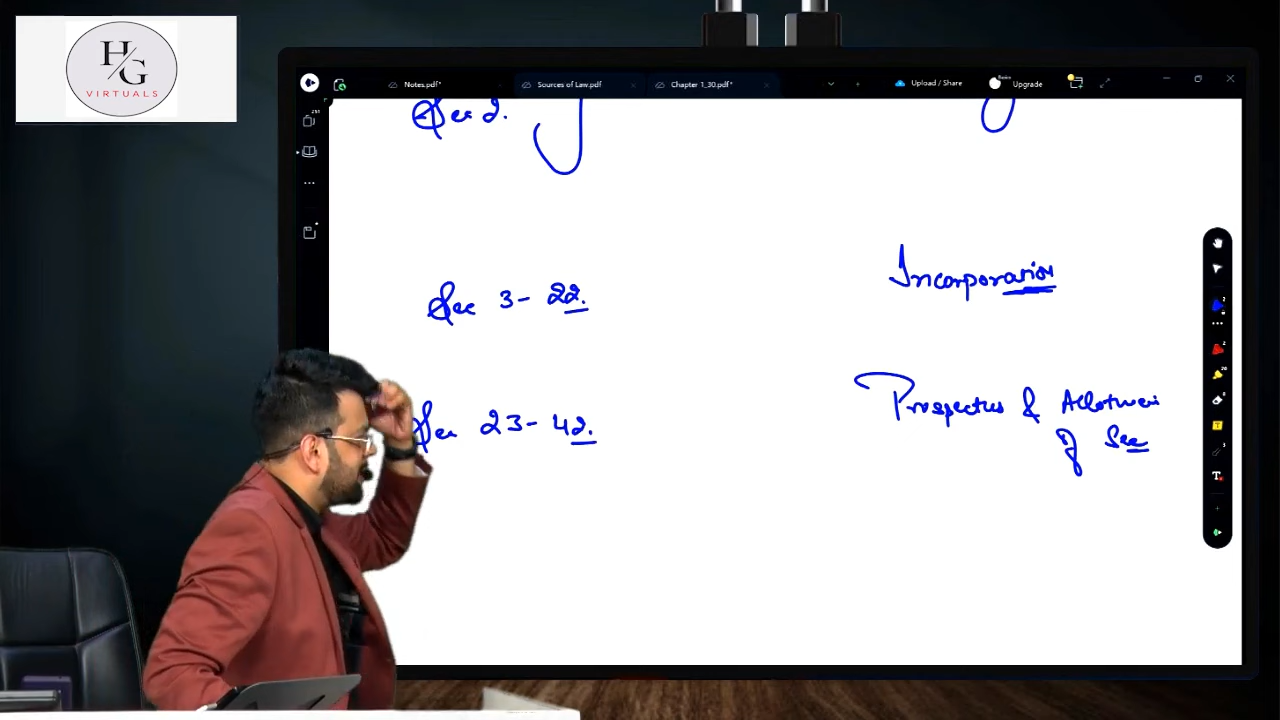 H/G
VIRTUALS
Notes.pdf*
Sources of Law.pdf
Chapter 1_30.pdf*
Upload / Share
Basic
Upgrade
Sec 2.
Sec 3 - 22.
Incorporation
Sec 23 - 42.
Prospectus & Allotment
of Sec